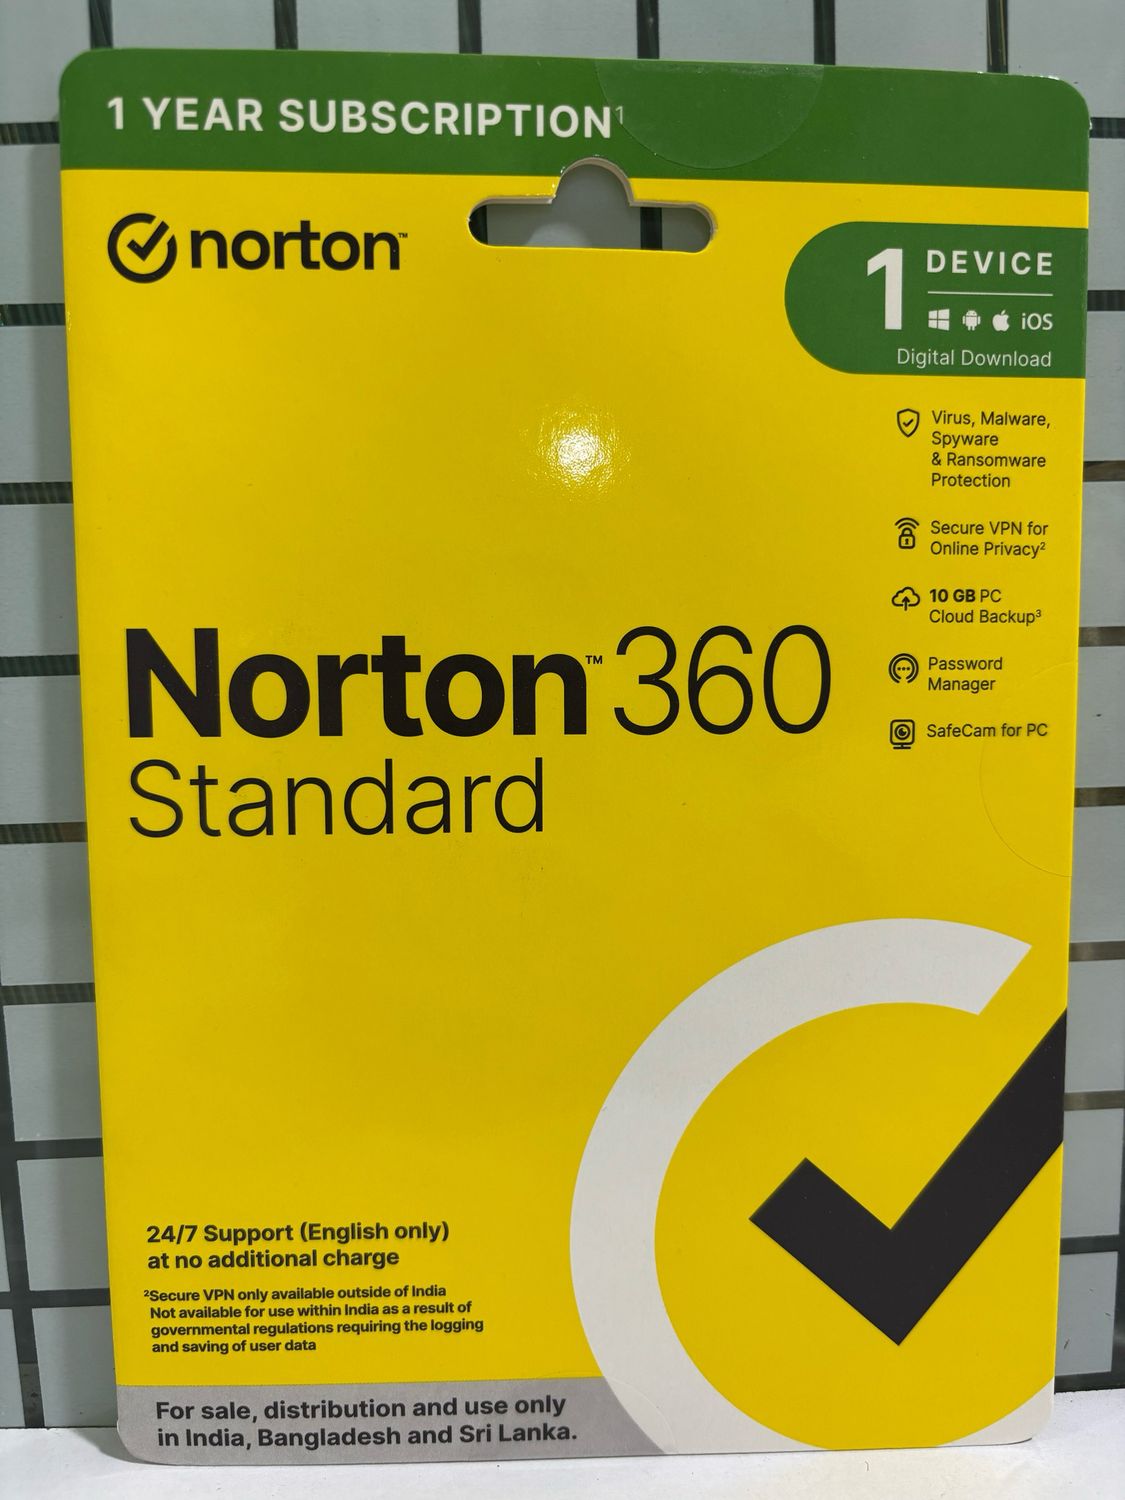 1 YEAR SUBSCRIPTION¹
norton™
1 DEVICE
iOS
Digital Download
Virus, Malware,
Spyware
& Ransomware
Protection
Secure VPN for
Online Privacy²
10 GB PC
Cloud Backup³
Password
Manager
SafeCam for PC
Norton™ 360
Standard
24/7 Support (English only)
at no additional charge
²Secure VPN only available outside of India
Not available for use within India as a result of
governmental regulations requiring the logging
and saving of user data
For sale, distribution and use only
in India, Bangladesh and Sri Lanka.